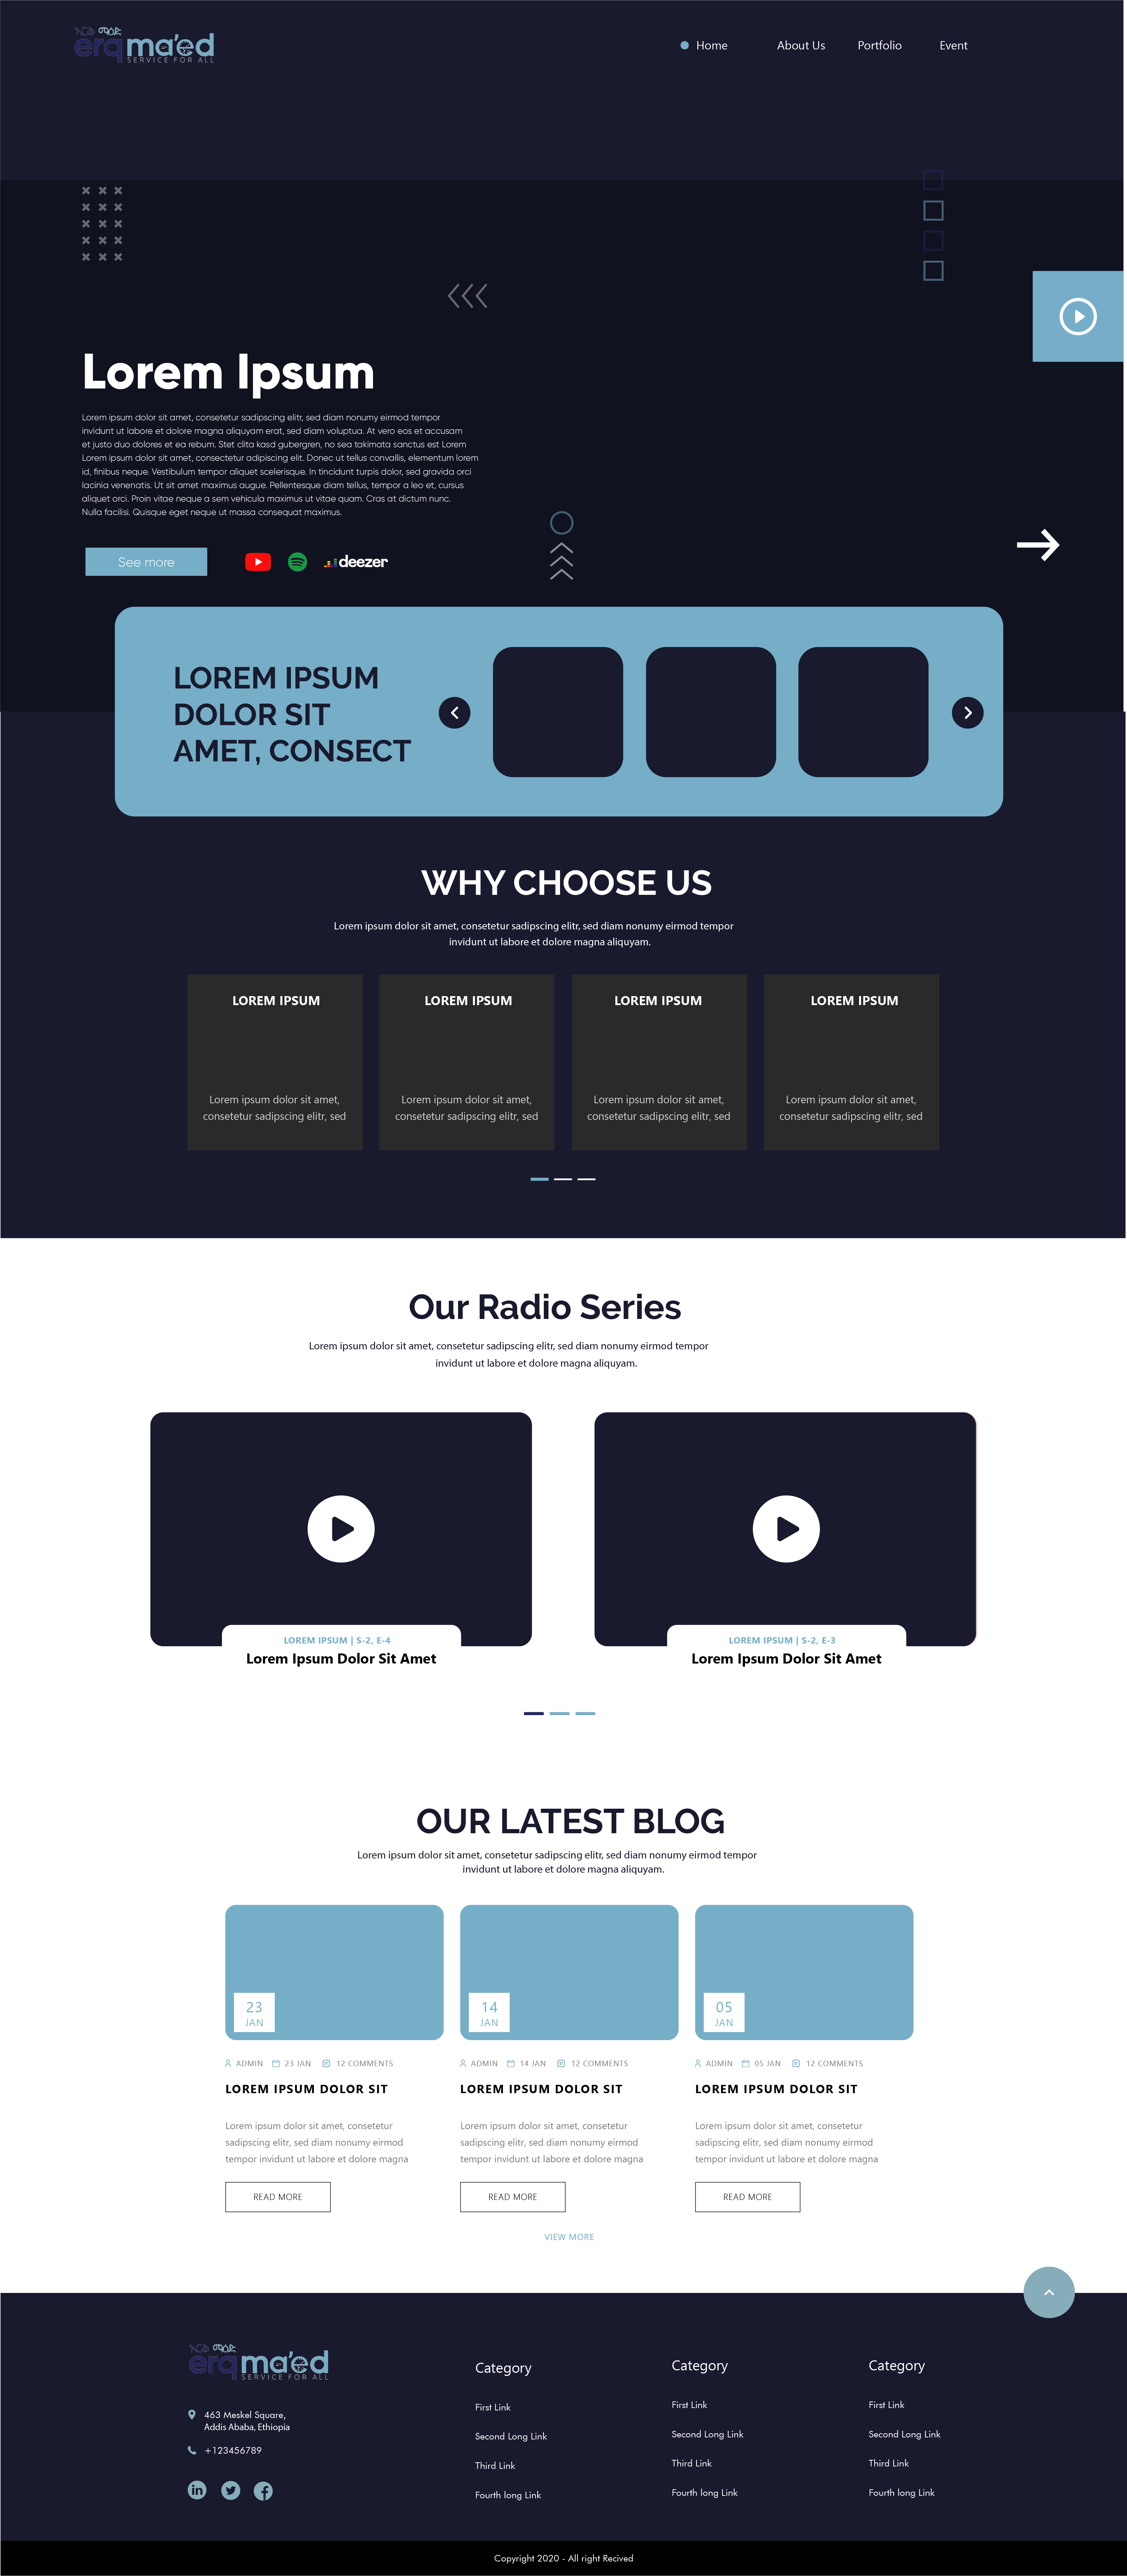 erqma'ed
SERVICE FOR ALL
Home
About Us
Portfolio
Event
Lorem Ipsum
Lorem ipsum dolor sit amet, consetetur sadipscing elitr, sed diam nonumy eirmod tempor
invidunt ut labore et dolore magna aliquyam erat, sed diam voluptua. At vero eos et accusam
et justo duo dolores et ea rebum. Stet clita kasd gubergren, no sea takimata sanctus est Lorem
Lorem ipsum dolor sit amet, consectetur adipiscing elit. Donec ut tellus convallis, elementum lorem
id, finibus neque. Vestibulum tempor aliquet scelerisque. In tincidunt turpis dolor, sed gravida orci
lacinia venenatis. Ut sit amet maximus augue. Pellentesque diam tellus, tempor a leo et, cursus
aliquet orci. Proin vitae neque a sem vehicula maximus ut vitae quam. Cras at dictum nunc.
Nulla facilisi. Quisque eget neque ut massa consequat maximus.
See more
deezer
LOREM IPSUM
DOLOR SIT
AMET, CONSECT
WHY CHOOSE US
Lorem ipsum dolor sit amet, consetetur sadipscing elitr, sed diam nonumy eirmod tempor
invidunt ut labore et dolore magna aliquyam.
LOREM IPSUM
Lorem ipsum dolor sit amet,
consetetur sadipscing elitr, sed
LOREM IPSUM
Lorem ipsum dolor sit amet,
consetetur sadipscing elitr, sed
LOREM IPSUM
Lorem ipsum dolor sit amet,
consetetur sadipscing elitr, sed
LOREM IPSUM
Lorem ipsum dolor sit amet,
consetetur sadipscing elitr, sed
Our Radio Series
Lorem ipsum dolor sit amet, consetetur sadipscing elitr, sed diam nonumy eirmod tempor
invidunt ut labore et dolore magna aliquyam.
LOREM IPSUM | S-2, E-4
Lorem Ipsum Dolor Sit Amet
LOREM IPSUM | S-2, E-3
Lorem Ipsum Dolor Sit Amet
OUR LATEST BLOG
Lorem ipsum dolor sit amet, consetetur sadipscing elitr, sed diam nonumy eirmod tempor
invidunt ut labore et dolore magna aliquyam.
23
JAN
ADMIN 23 JAN 12 COMMENTS
LOREM IPSUM DOLOR SIT
Lorem ipsum dolor sit amet, consetetur
sadipscing elitr, sed diam nonumy eirmod
tempor invidunt ut labore et dolore magna
READ MORE
14
JAN
ADMIN 14 JAN 12 COMMENTS
LOREM IPSUM DOLOR SIT
Lorem ipsum dolor sit amet, consetetur
sadipscing elitr, sed diam nonumy eirmod
tempor invidunt ut labore et dolore magna
READ MORE
05
JAN
ADMIN 05 JAN 12 COMMENTS
LOREM IPSUM DOLOR SIT
Lorem ipsum dolor sit amet, consetetur
sadipscing elitr, sed diam nonumy eirmod
tempor invidunt ut labore et dolore magna
READ MORE
VIEW MORE
erqma'ed
SERVICE FOR ALL
463 Meskel Square,
Addis Ababa, Ethiopia
+123456789
Category
First Link
Second Long Link
Third Link
Fourth long Link
Category
First Link
Second Long Link
Third Link
Fourth long Link
Category
First Link
Second Long Link
Third Link
Fourth long Link
Copyright 2020 - All right Recived